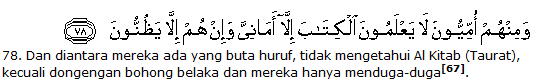 وَمِنْهُمْ أُمِّيُّونَ لَا يَعْلَمُونَ ٱلْكِتَـٰبَ إِلَّآ أَمَانِىَّ وَإِنْ هُمْ إِلَّا يَظُنُّونَ ﴿٧٨﴾
78. Dan diantara mereka ada yang buta huruf, tidak mengetahui Al Kitab (Taurat),
kecuali dongengan bohong belaka dan mereka hanya menduga-duga[67].